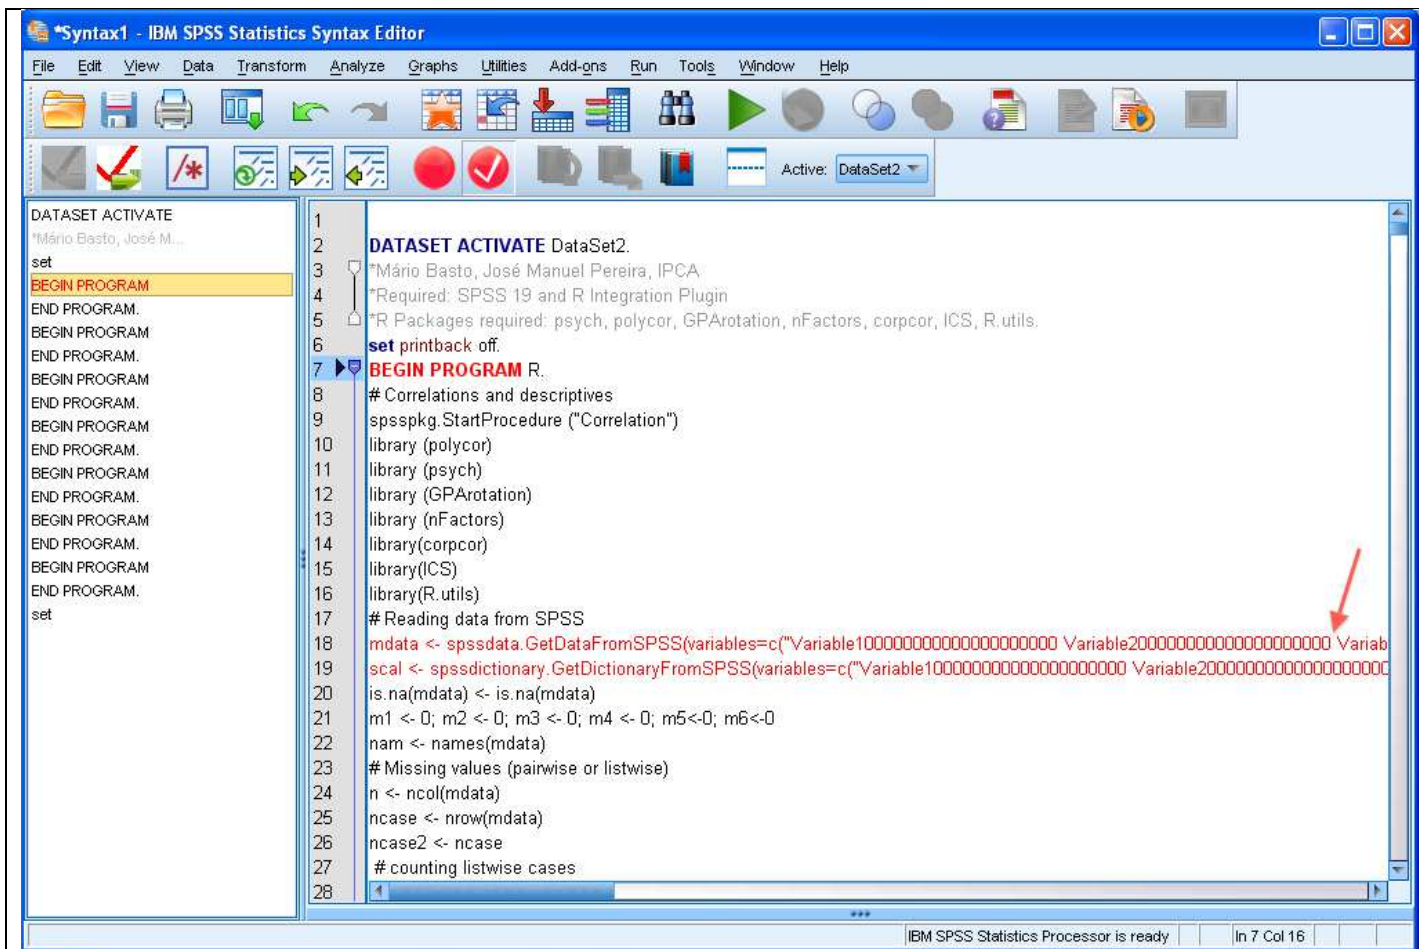 *Syntax1 - IBM SPSS Statistics Syntax Editor
File Edit View Data Transform Analyze Graphs Utilities Add-ons Run Tools Window Help
Active: DataSet2
DATASET ACTIVATE
*Mário Basto, José M...
set
BEGIN PROGRAM
END PROGRAM.
BEGIN PROGRAM
END PROGRAM.
BEGIN PROGRAM
END PROGRAM.
BEGIN PROGRAM
END PROGRAM.
BEGIN PROGRAM
END PROGRAM.
BEGIN PROGRAM
END PROGRAM.
BEGIN PROGRAM
END PROGRAM.
set
1
2 DATASET ACTIVATE DataSet2.
3 *Mário Basto, José Manuel Pereira, IPCA
4 *Required: SPSS 19 and R Integration Plugin
5 *R Packages required: psych, polycor, GPArotation, nFactors, corpcor, ICS, R.utils.
6 set printback off.
7 BEGIN PROGRAM R.
8 # Correlations and descriptives
9 spsspkg.StartProcedure ("Correlation")
10 library (polycor)
11 library (psych)
12 library (GPArotation)
13 library (nFactors)
14 library(corpcor)
15 library(ICS)
16 library(R.utils)
17 # Reading data from SPSS
18 mdata <- spssdata.GetDataFromSPSS(variables=c("Variable100000000000000000000 Variable200000000000000000000 Variab
19 scal <- spssdictionary.GetDictionaryFromSPSS(variables=c("Variable100000000000000000000 Variable200000000000000000000
20 is.na(mdata) <- is.na(mdata)
21 m1 <- 0; m2 <- 0; m3 <- 0; m4 <- 0; m5<-0; m6<-0
22 nam <- names(mdata)
23 # Missing values (pairwise or listwise)
24 n <- ncol(mdata)
25 ncase <- nrow(mdata)
26 ncase2 <- ncase
27 # counting listwise cases
28
IBM SPSS Statistics Processor is ready In 7 Col 16